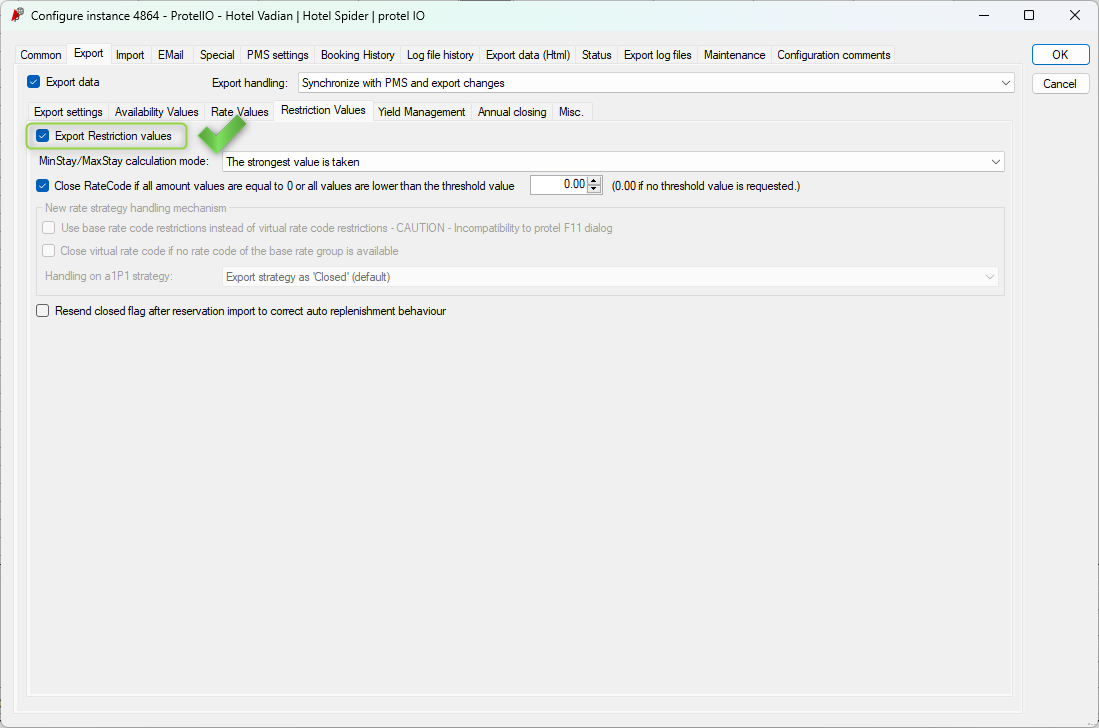 Configure instance 4864 - ProtelIO - Hotel Vadian | Hotel Spider | protel IO
Common Export Import EMail Special PMS settings Booking History Log file history Export data (Html) Status Export log files Maintenance Configuration comments
OK
Export data Export handling: Synchronize with PMS and export changes
Cancel
Export settings Availability Values Rate Values Restriction Values Yield Management Annual closing Misc.
Export Restriction values
MinStay/MaxStay calculation mode: The strongest value is taken
Close RateCode if all amount values are equal to 0 or all values are lower than the threshold value 0.00 (0.00 if no threshold value is requested.)
New rate strategy handling mechanism
Use base rate code restrictions instead of virtual rate code restrictions - CAUTION - Incompatibility to protel F11 dialog
Close virtual rate code if no rate code of the base rate group is available
Handling on a1P1 strategy: Export strategy as 'Closed' (default)
Resend closed flag after reservation import to correct auto replenishment behaviour